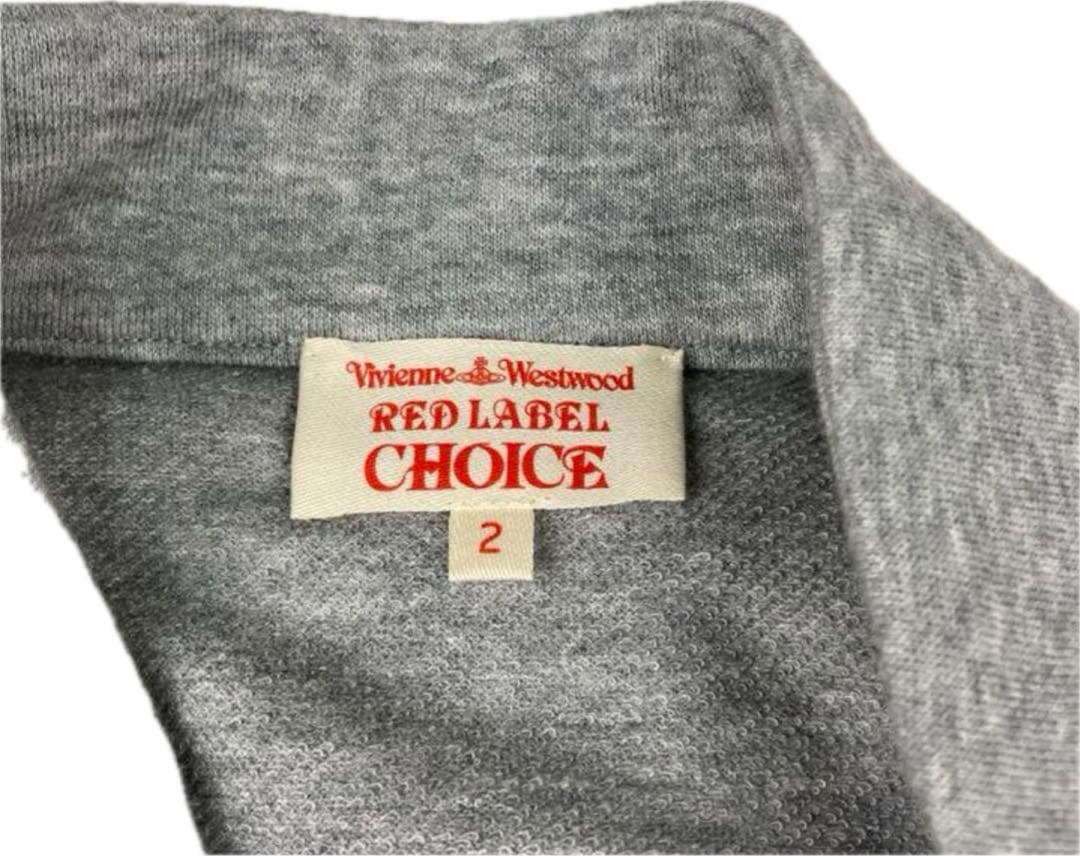 Vivienne Westwood
RED LABEL
CHOICE
2